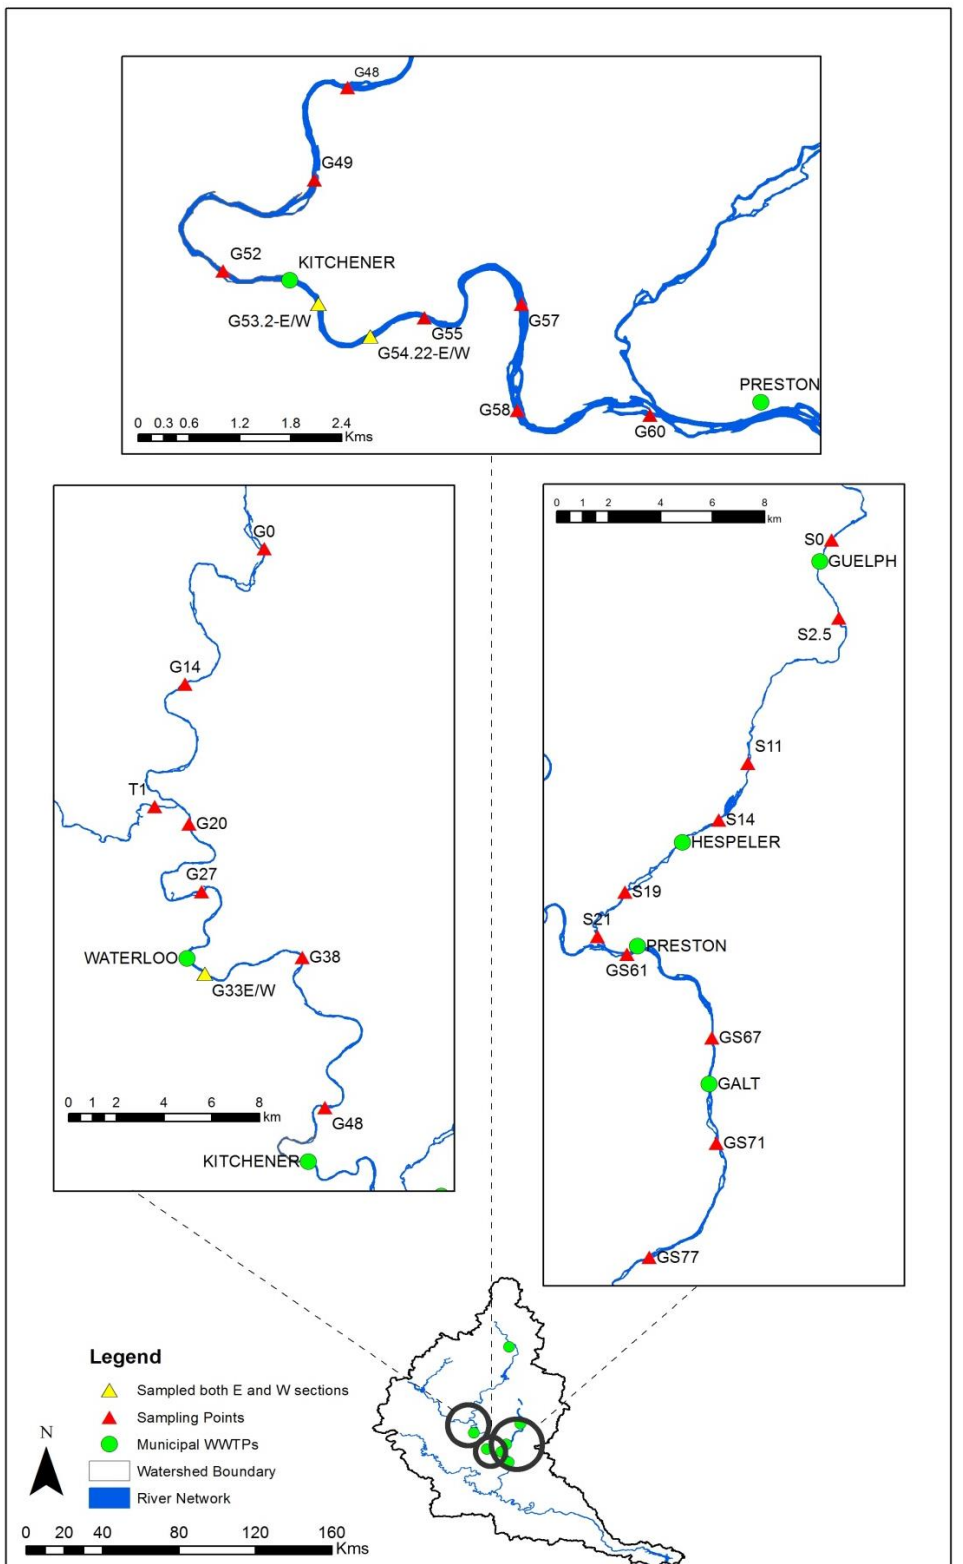 G48
G49
G52
KITCHENER
G53.2-E/W
G54.22-E/W
G55
G57
G58
G60
PRESTON
0 0.3 0.6 1.2 1.8 2.4
Kms
G0
G14
T1
G20
G27
WATERLOO
G33E/W
G38
G48
KITCHENER
0 1 2 4 6 8
km
0 1 2 4 6 8
km
S0
GUELPH
S2.5
S11
S14
HESPELER
S19
S21
PRESTON
GS61
GS67
GALT
GS71
GS77
Legend
Sampled both E and W sections
Sampling Points
Municipal WWTPs
Watershed Boundary
River Network
N
0 20 40 80 120 160
Kms